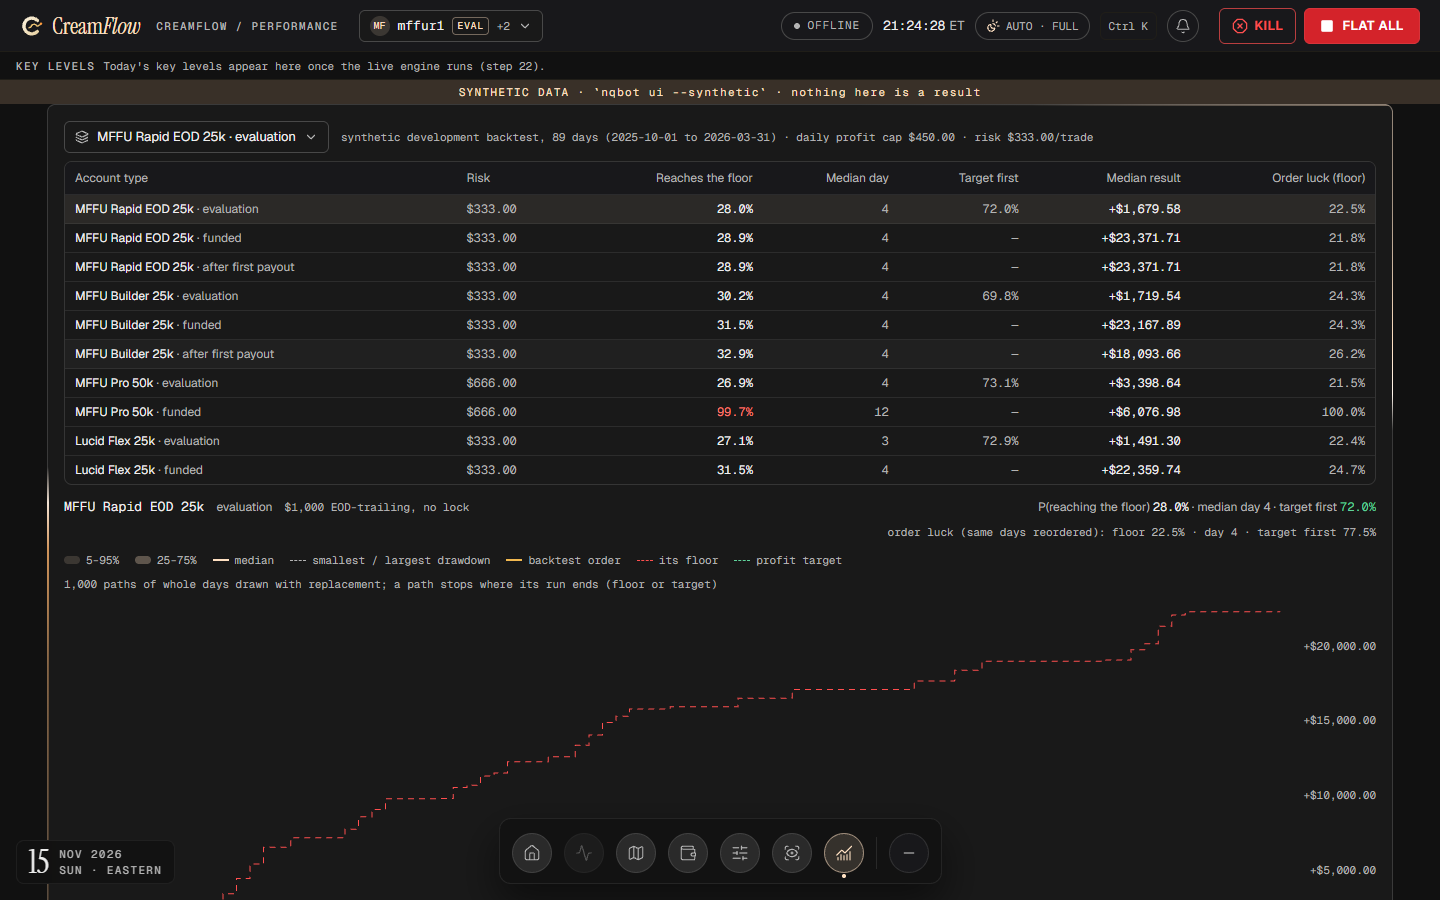 CreamFlow CREAMFLOW / PERFORMANCE MF mffur1 EVAL +2 OFFLINE 21:24:28 ET AUTO · FULL Ctrl K KILL FLAT ALL
KEY LEVELS Today's key levels appear here once the live engine runs (step 22).
SYNTHETIC DATA · `nqbot ui --synthetic` · nothing here is a result
MFFU Rapid EOD 25k · evaluation synthetic development backtest, 89 days (2025-10-01 to 2026-03-31) · daily profit cap $450.00 · risk $333.00/trade
Account type Risk Reaches the floor Median day Target first Median result Order luck (floor)
MFFU Rapid EOD 25k · evaluation $333.00 28.0% 4 72.0% +$1,679.58 22.5%
MFFU Rapid EOD 25k · funded $333.00 28.9% 4 — +$23,371.71 21.8%
MFFU Rapid EOD 25k · after first payout $333.00 28.9% 4 — +$23,371.71 21.8%
MFFU Builder 25k · evaluation $333.00 30.2% 4 69.8% +$1,719.54 24.3%
MFFU Builder 25k · funded $333.00 31.5% 4 — +$23,167.89 24.3%
MFFU Builder 25k · after first payout $333.00 32.9% 4 — +$18,093.66 26.2%
MFFU Pro 50k · evaluation $666.00 26.9% 4 73.1% +$3,398.64 21.5%
MFFU Pro 50k · funded $666.00 99.7% 12 — +$6,076.98 100.0%
Lucid Flex 25k · evaluation $333.00 27.1% 3 72.9% +$1,491.30 22.4%
Lucid Flex 25k · funded $333.00 31.5% 4 — +$22,359.74 24.7%
MFFU Rapid EOD 25k evaluation $1,000 EOD-trailing, no lock P(reaching the floor) 28.0% · median day 4 · target first 72.0%
order luck (same days reordered): floor 22.5% · day 4 · target first 77.5%
5–95% 25–75% median smallest / largest drawdown backtest order its floor profit target
1,000 paths of whole days drawn with replacement; a path stops where its run ends (floor or target)
+$20,000.00
+$15,000.00
+$10,000.00
+$5,000.00
15 NOV 2026
SUN · EASTERN